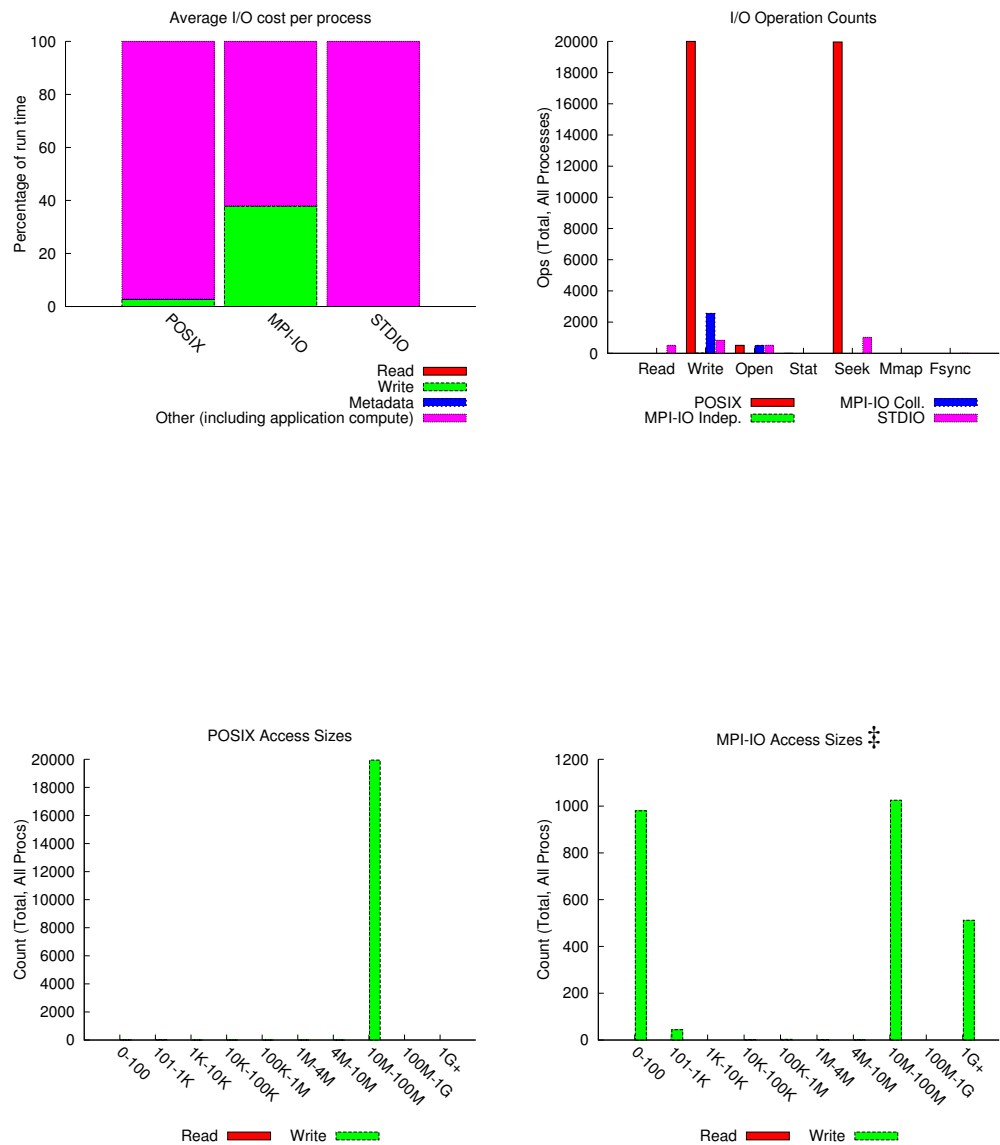 Average I/O cost per process
Percentage of run time
100
80
60
40
20
0
POSIX
MPI-IO
STDIO
Read
Write
Metadata
Other (including application compute)
I/O Operation Counts
Ops (Total, All Processes)
20000
18000
16000
14000
12000
10000
8000
6000
4000
2000
0
Read Write Open Stat Seek Mmap Fsync
POSIX MPI-IO Coll.
MPI-IO Indep. STDIO
POSIX Access Sizes
Count (Total, All Procs)
20000
18000
16000
14000
12000
10000
8000
6000
4000
2000
0
0-100
101-1K
1K-10K
10K-100K
100K-1M
1M-4M
4M-10M
10M-100M
100M-1G
1G+
Read Write
MPI-IO Access Sizes ‡
Count (Total, All Procs)
1200
1000
800
600
400
200
0
0-100
101-1K
1K-10K
10K-100K
100K-1M
1M-4M
4M-10M
10M-100M
100M-1G
1G+
Read Write